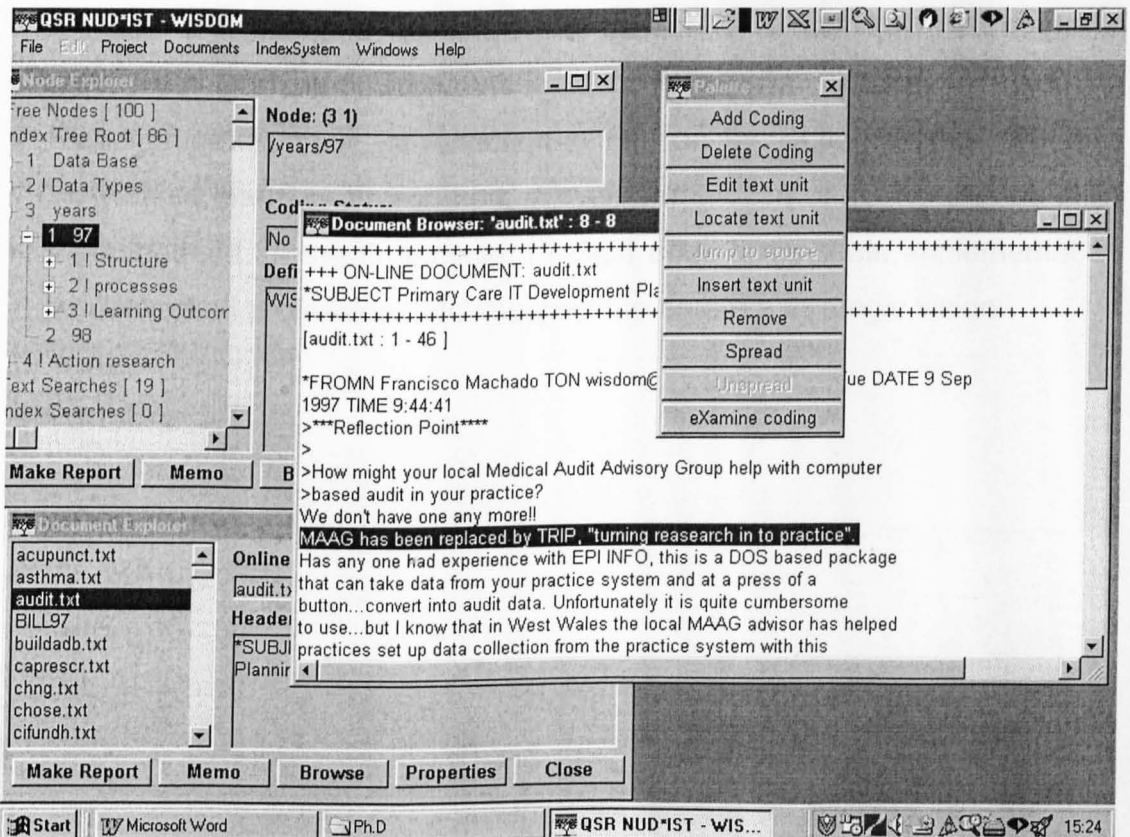 QSR NUD*IST - WISDOM
File Edit Project Documents IndexSystem Windows Help
Node Explorer
Free Nodes [ 100 ]
Index Tree Root [ 86 ]
1 Data Base
2 ! Data Types
3 years
1 97
1 ! Structure
2 ! processes
3 ! Learning Outcom
2 98
4 ! Action research
Text Searches [ 19 ]
Index Searches [ 0 ]
Node: (3 1)
/years/97
Coding Status:
No
Defi
WIS
Make Report Memo B
Palette
Add Coding
Delete Coding
Edit text unit
Locate text unit
Jump to source
Insert text unit
Remove
Spread
Unspread
eXamine coding
Document Browser: 'audit.txt' : 8 - 8
+++ ON-LINE DOCUMENT: audit.txt
*SUBJECT Primary Care IT Development Pla
[audit.txt : 1 - 46 ]
*FROMN Francisco Machado TON wisdom@ ue DATE 9 Sep
1997 TIME 9:44:41
>***Reflection Point****
>
>How might your local Medical Audit Advisory Group help with computer
>based audit in your practice?
We don't have one any more!!
MAAG has been replaced by TRIP, "turning reasearch in to practice".
Has any one had experience with EPI INFO, this is a DOS based package
that can take data from your practice system and at a press of a
button...convert into audit data. Unfortunately it is quite cumbersome
to use...but I know that in West Wales the local MAAG advisor has helped
practices set up data collection from the practice system with this
Document Explorer
acupunct.txt
asthma.txt
audit.txt
BILL97
buildadb.txt
caprescr.txt
chng.txt
chose.txt
cifundh.txt
Online
audit.tx
Header
*SUBJE
Plannin
Make Report Memo Browse Properties Close
Start Microsoft Word Ph.D QSR NUD*IST - WIS... 15:24